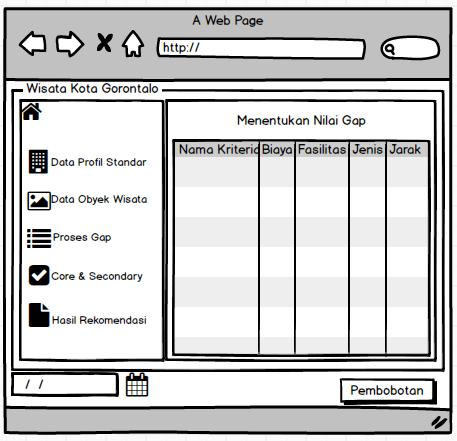 A Web Page
http://
Wisata Kota Gorontalo
Menentukan Nilai Gap
Nama Kriteria Biaya Fasilitas Jenis Jarak
Data Profil Standar
Data Obyek Wisata
Proses Gap
Core & Secondary
Hasil Rekomendasi
/ /
Pembobotan